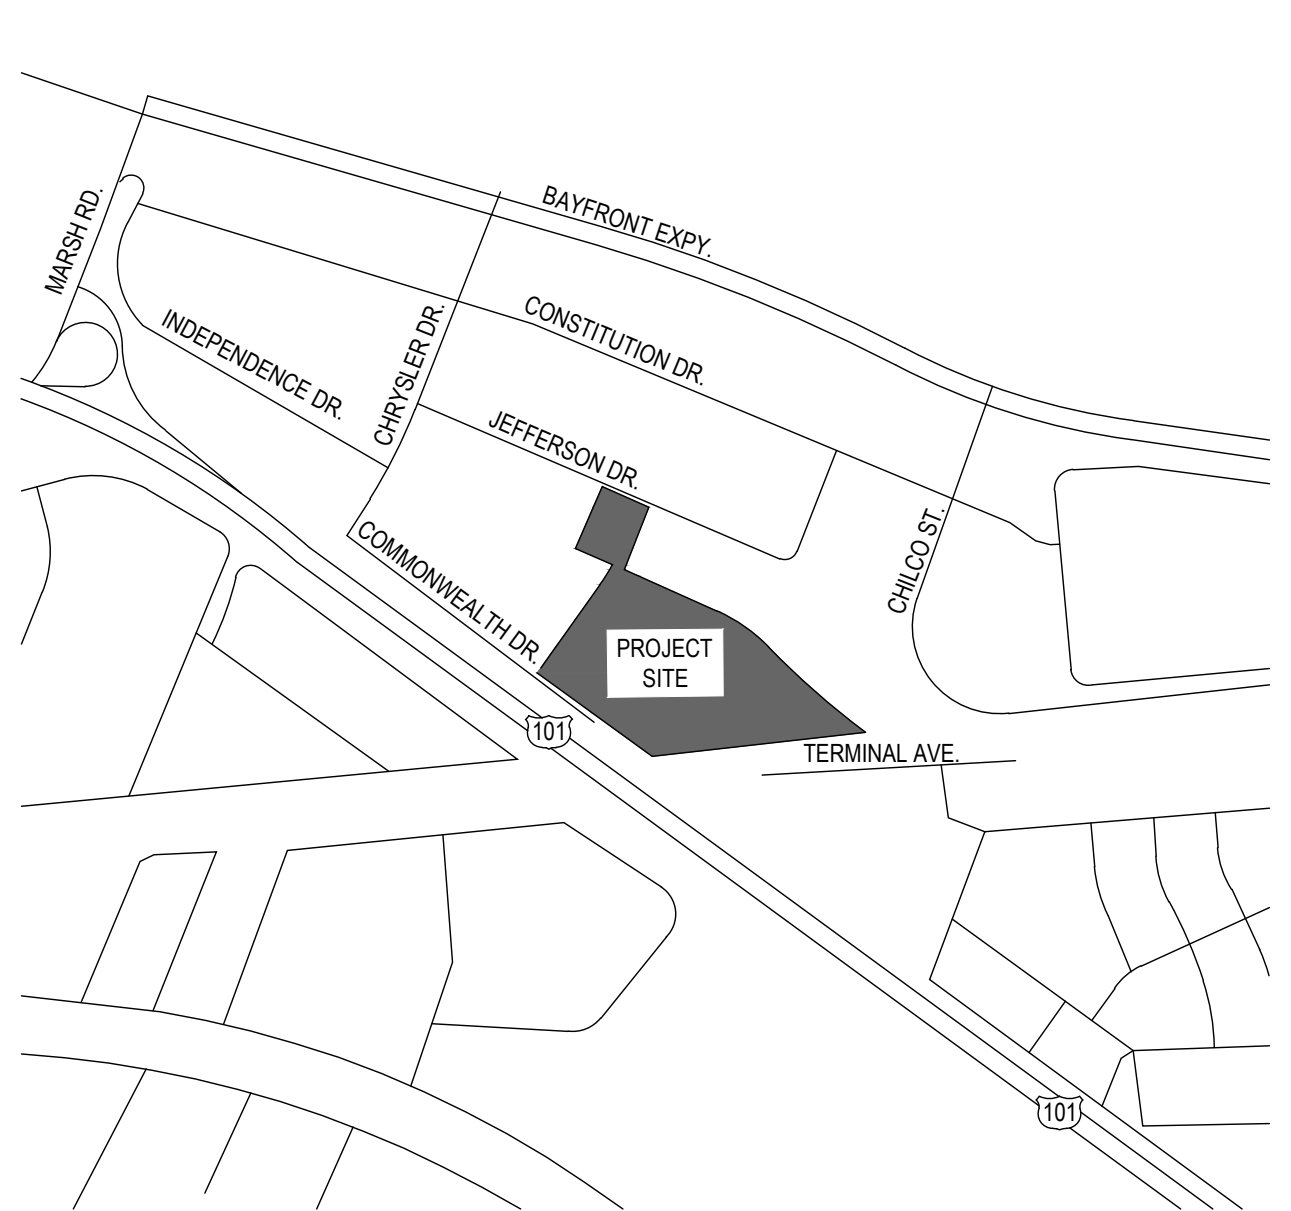 BAYFRONT EXPY.
MARSH RD.
CONSTITUTION DR.
CHRYSLER DR.
INDEPENDENCE DR.
JEFFERSON DR.
COMMONWEALTH DR.
CHILCO ST.
PROJECT
SITE
101
TERMINAL AVE.
101